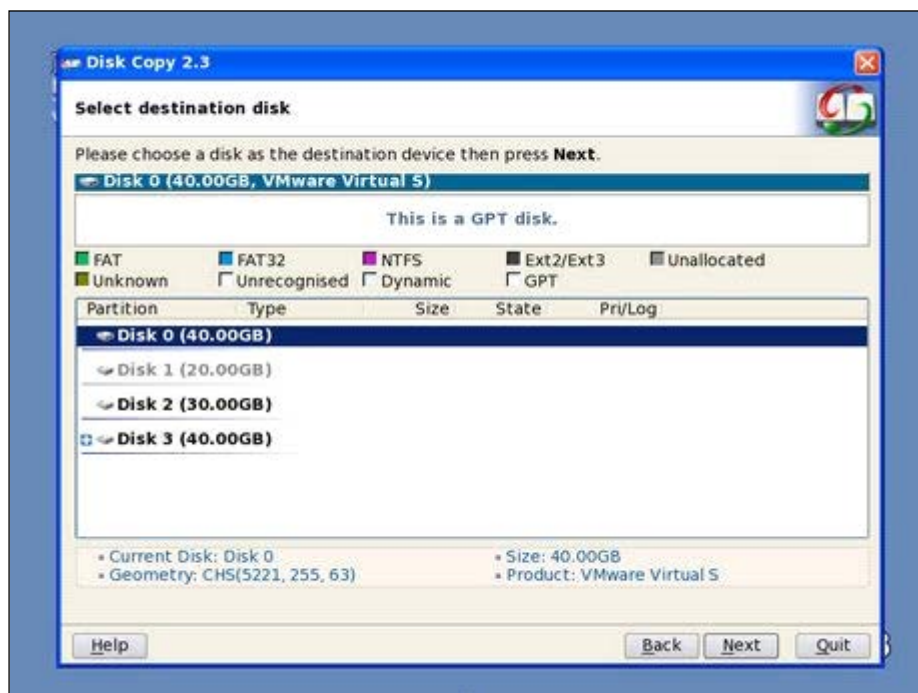 Disk Copy 2.3
Select destination disk
Please choose a disk as the destination device then press Next.
Disk 0 (40.00GB, VMware Virtual S)
This is a GPT disk.
FAT FAT32 NTFS Ext2/Ext3 Unallocated
Unknown Unrecognised Dynamic GPT
Partition Type Size State Pri/Log
Disk 0 (40.00GB)
Disk 1 (20.00GB)
Disk 2 (30.00GB)
Disk 3 (40.00GB)
Current Disk: Disk 0 Size: 40.00GB
Geometry: CHS(5221, 255, 63) Product: VMware Virtual S
Help Back Next Quit